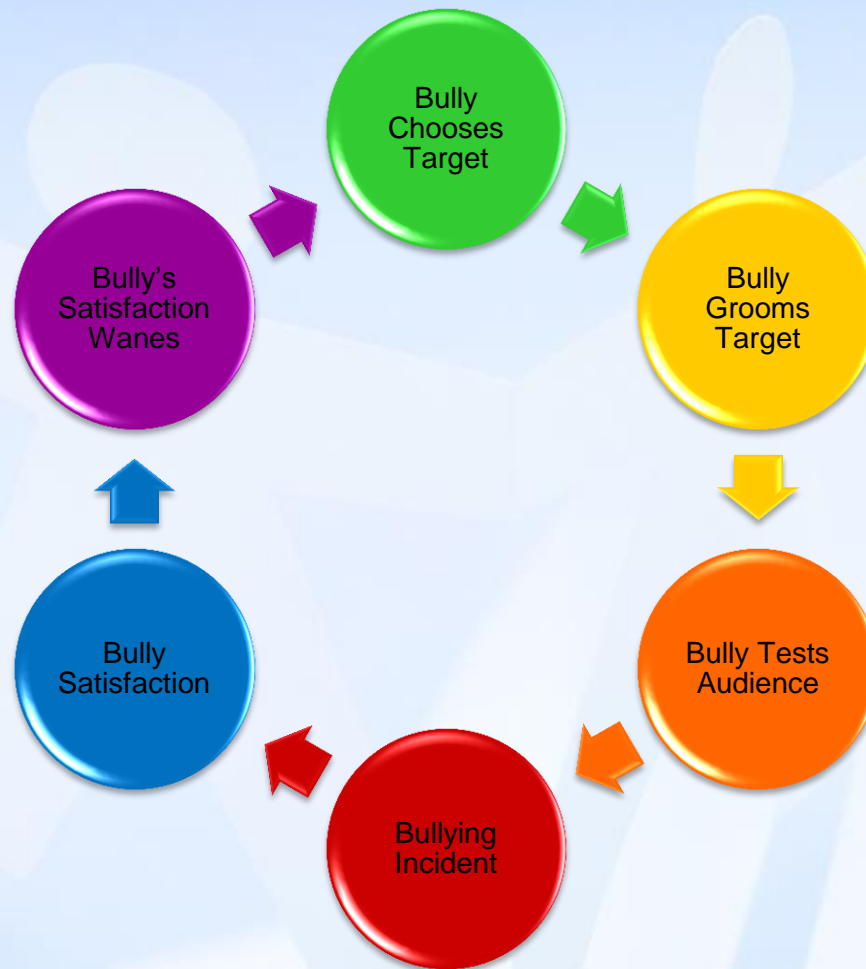 Bully
Chooses
Target
Bully
Grooms
Target
Bully Tests
Audience
Bullying
Incident
Bully
Satisfaction
Bully’s
Satisfaction
Wanes